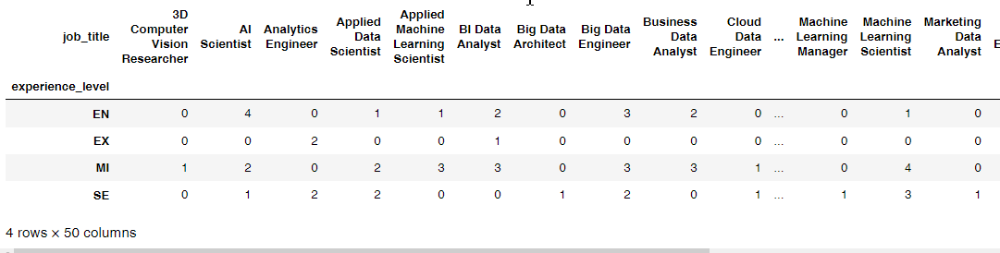 job_title
3D
Computer
Vision
Researcher
AI
Scientist
Analytics
Engineer
Applied
Data
Scientist
Applied
Machine
Learning
Scientist
BI Data
Analyst
Big Data
Architect
Big Data
Engineer
Business
Data
Analyst
Cloud
Data
Engineer
...
Machine
Learning
Manager
Machine
Learning
Scientist
Marketing
Data
Analyst
experience_level
EN 0 4 0 1 1 2 0 3 2 0 ... 0 1 0
EX 0 0 2 0 0 1 0 0 0 0 ... 0 0 0
MI 1 2 0 2 3 3 0 3 3 1 ... 0 4 0
SE 0 1 2 2 0 0 1 2 0 1 ... 1 3 1
4 rows × 50 columns